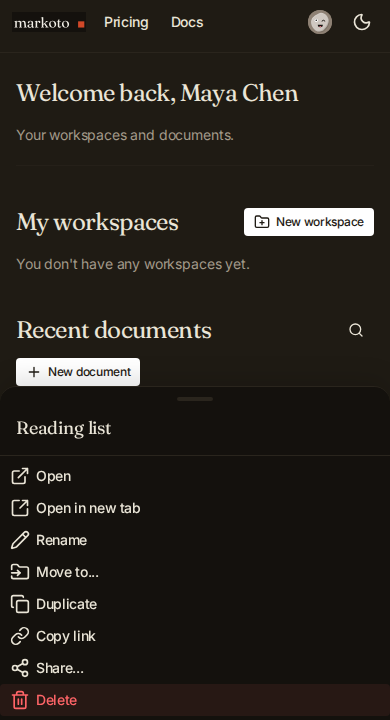 markoto Pricing Docs
Welcome back, Maya Chen
Your workspaces and documents.
My workspaces New workspace
You don't have any workspaces yet.
Recent documents
New document
Reading list
Open
Open in new tab
Rename
Move to...
Duplicate
Copy link
Share...
Delete